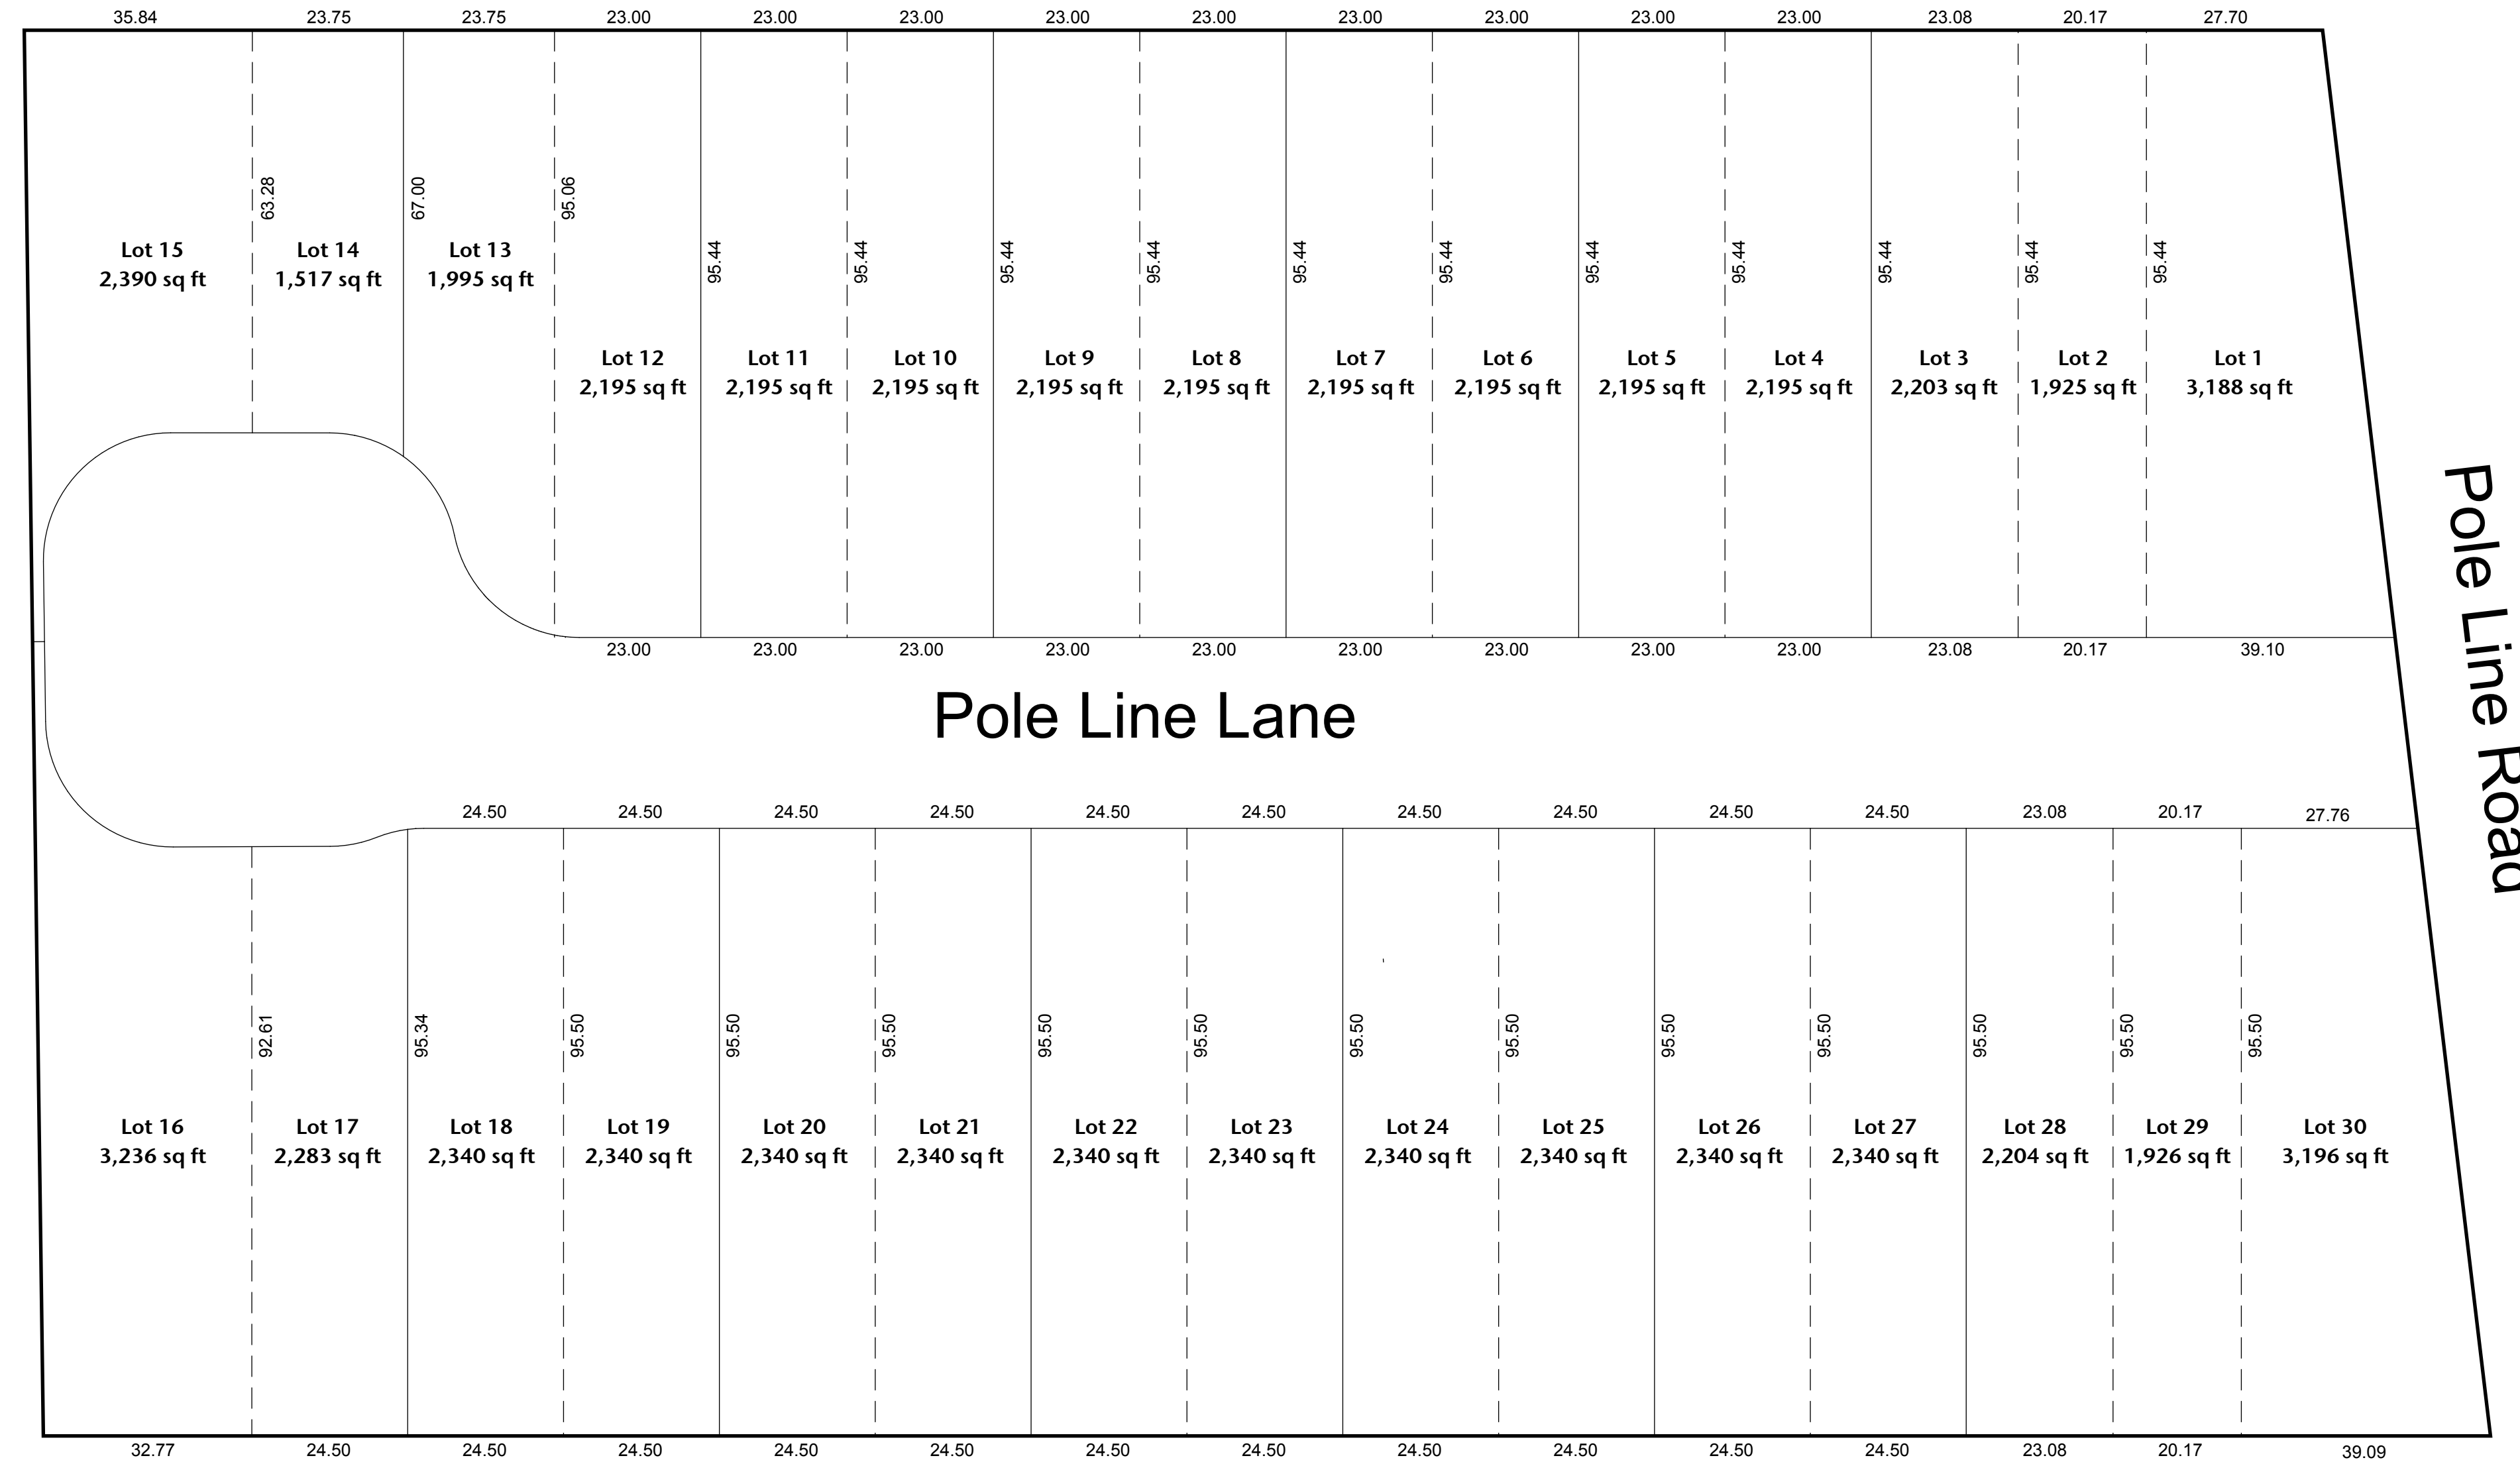 35.84 23.75 23.75 23.00 23.00 23.00 23.00 23.00 23.00 23.00 23.00 23.00 23.08 20.17 27.70
63.28 67.00 95.06
95.44 95.44 95.44 95.44 95.44 95.44 95.44 95.44 95.44 95.44 95.44
Lot 15
2,390 sq ft
Lot 14
1,517 sq ft
Lot 13
1,995 sq ft
Lot 12
2,195 sq ft
Lot 11
2,195 sq ft
Lot 10
2,195 sq ft
Lot 9
2,195 sq ft
Lot 8
2,195 sq ft
Lot 7
2,195 sq ft
Lot 6
2,195 sq ft
Lot 5
2,195 sq ft
Lot 4
2,195 sq ft
Lot 3
2,203 sq ft
Lot 2
1,925 sq ft
Lot 1
3,188 sq ft
23.00 23.00 23.00 23.00 23.00 23.00 23.00 23.00 23.00 23.08 20.17 39.10
Pole Line Lane
Pole Line Road
24.50 24.50 24.50 24.50 24.50 24.50 24.50 24.50 24.50 24.50 23.08 20.17 27.76
92.61 95.34 95.50 95.50 95.50 95.50 95.50 95.50 95.50 95.50 95.50 95.50 95.50 95.50
Lot 16
3,236 sq ft
Lot 17
2,283 sq ft
Lot 18
2,340 sq ft
Lot 19
2,340 sq ft
Lot 20
2,340 sq ft
Lot 21
2,340 sq ft
Lot 22
2,340 sq ft
Lot 23
2,340 sq ft
Lot 24
2,340 sq ft
Lot 25
2,340 sq ft
Lot 26
2,340 sq ft
Lot 27
2,340 sq ft
Lot 28
2,204 sq ft
Lot 29
1,926 sq ft
Lot 30
3,196 sq ft
32.77 24.50 24.50 24.50 24.50 24.50 24.50 24.50 24.50 24.50 24.50 24.50 23.08 20.17 39.09